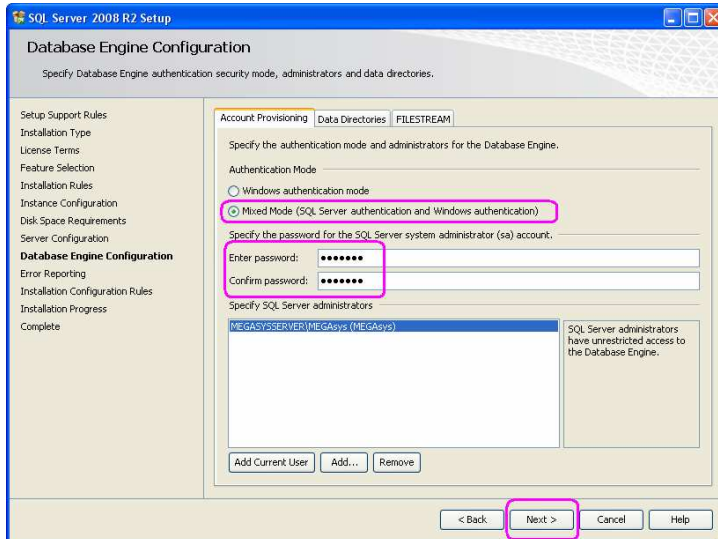 SQL Server 2008 R2 Setup
Database Engine Configuration
Specify Database Engine authentication security mode, administrators and data directories.
Setup Support Rules
Installation Type
License Terms
Feature Selection
Installation Rules
Instance Configuration
Disk Space Requirements
Server Configuration
Database Engine Configuration
Error Reporting
Installation Configuration Rules
Installation Progress
Complete
Account Provisioning Data Directories FILESTREAM
Specify the authentication mode and administrators for the Database Engine.
Authentication Mode
Windows authentication mode
Mixed Mode (SQL Server authentication and Windows authentication)
Specify the password for the SQL Server system administrator (sa) account.
Enter password: •••••••
Confirm password: •••••••
Specify SQL Server administrators
MEGASYSSERVER\MEGAsys (MEGAsys)
SQL Server administrators
have unrestricted access to
the Database Engine.
Add Current User Add... Remove
< Back Next > Cancel Help